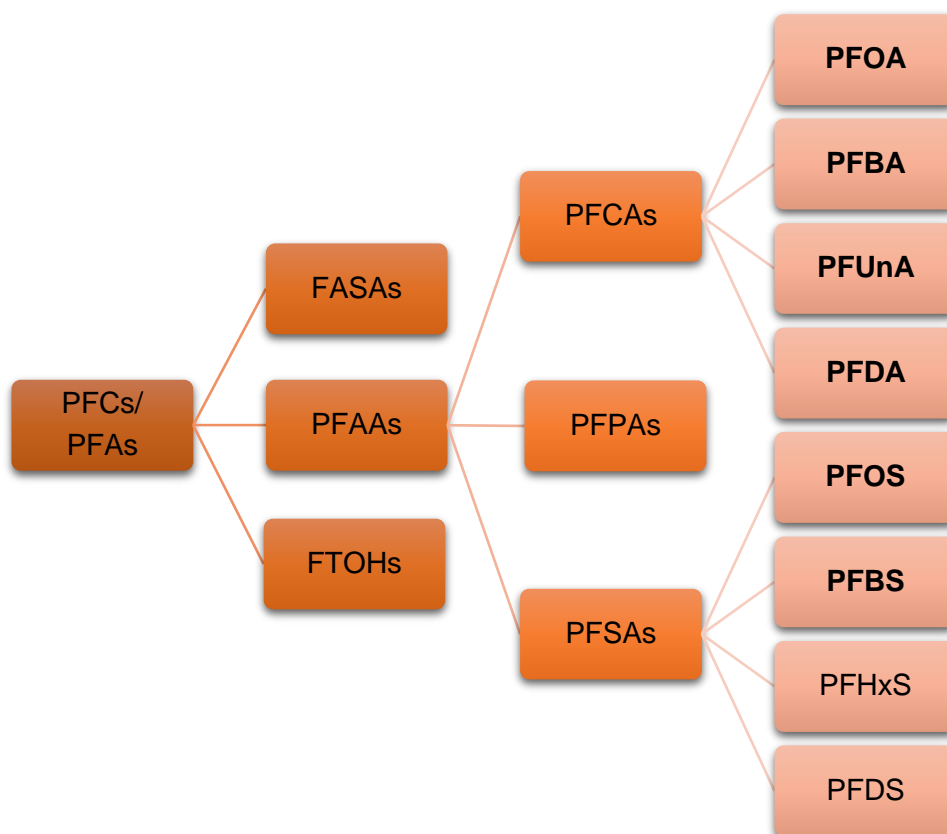 PFCs/
PFAs
FASAs
PFAAs
FTOHs
PFCAs
PFPAs
PFSAs
PFOA
PFBA
PFUnA
PFDA
PFOS
PFBS
PFHxS
PFDS